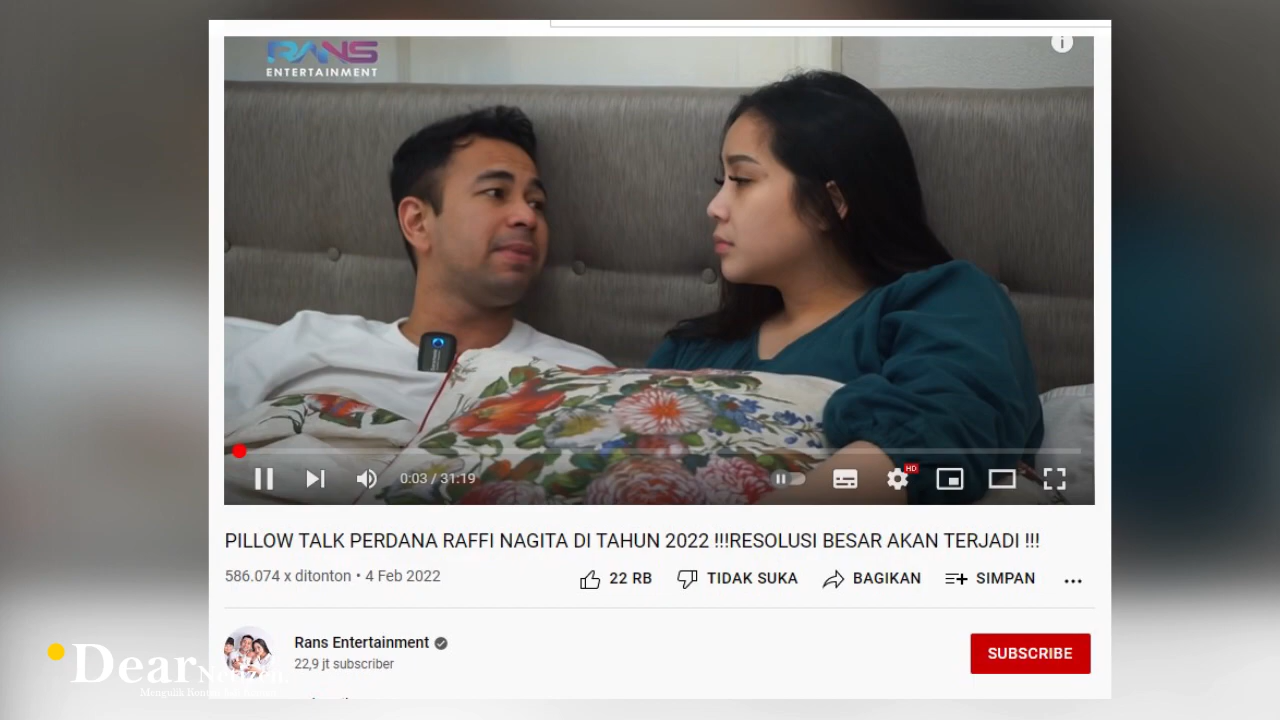 RANS
ENTERTAINMENT
i
0:03 / 31:19
HD
PILLOW TALK PERDANA RAFFI NAGITA DI TAHUN 2022 !!!RESOLUSI BESAR AKAN TERJADI !!!
586.074 x ditonton • 4 Feb 2022
22 RB
TIDAK SUKA
BAGIKAN
SIMPAN
Rans Entertainment
22,9 jt subscriber
SUBSCRIBE
Dear
Mengulik